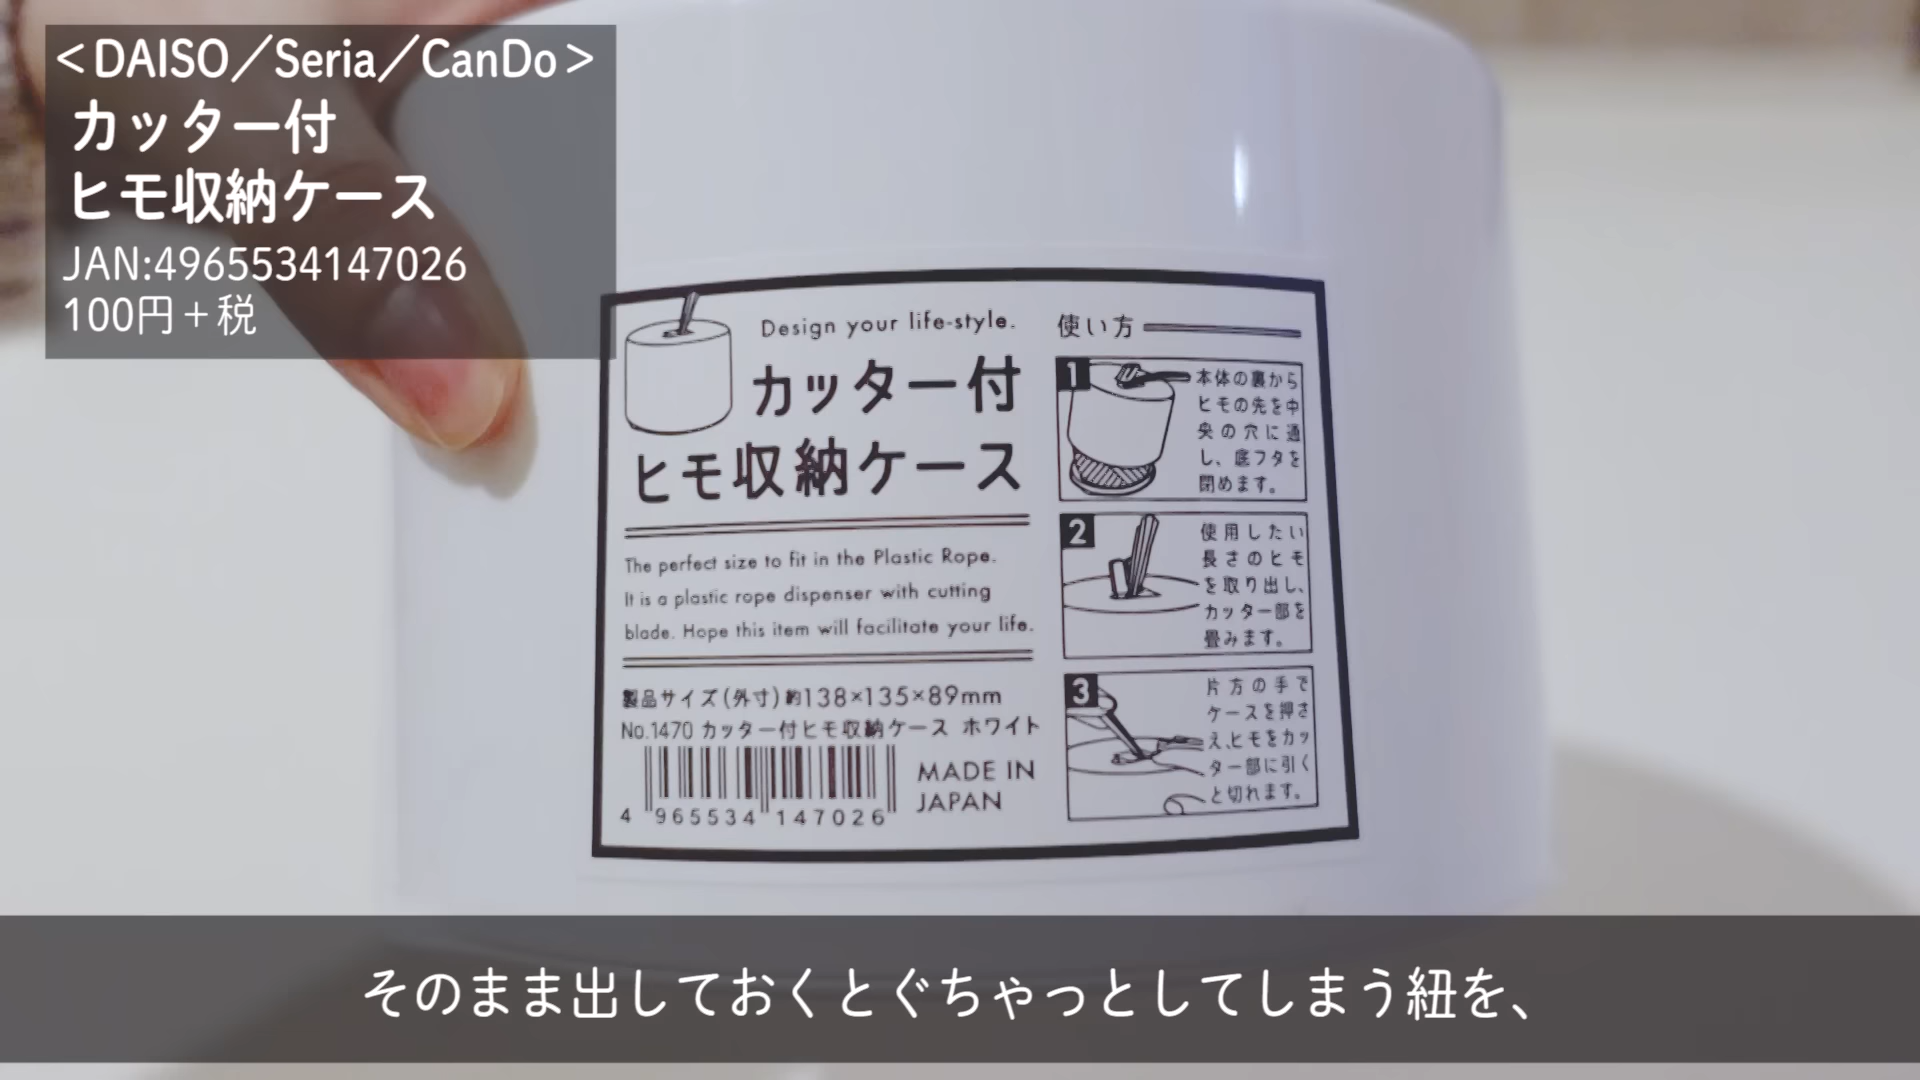 ＜DAISO／Seria／CanDo＞
カッター付
ヒモ収納ケース
JAN:4965534147026
100円＋税
Design your life-style.
カッター付
ヒモ収納ケース
The perfect size to fit in the Plastic Rope.
It is a plastic rope dispenser with cutting
blade. Hope this item will facilitate your life.
製品サイズ(外寸)約138×135×89mm
No.1470 カッター付ヒモ収納ケース ホワイト
4 965534 147026
MADE IN
JAPAN
使い方
1
本体の裏から
ヒモの先を中
央の穴に通
し、底フタを
閉めます。
2
使用したい
長さのヒモ
を取り出し、
カッター部を
畳みます。
3
片方の手で
ケースを押さ
え、ヒモをカッ
ター部に引く
と切れます。
そのまま出しておくとぐちゃっとしてしまう紐を、